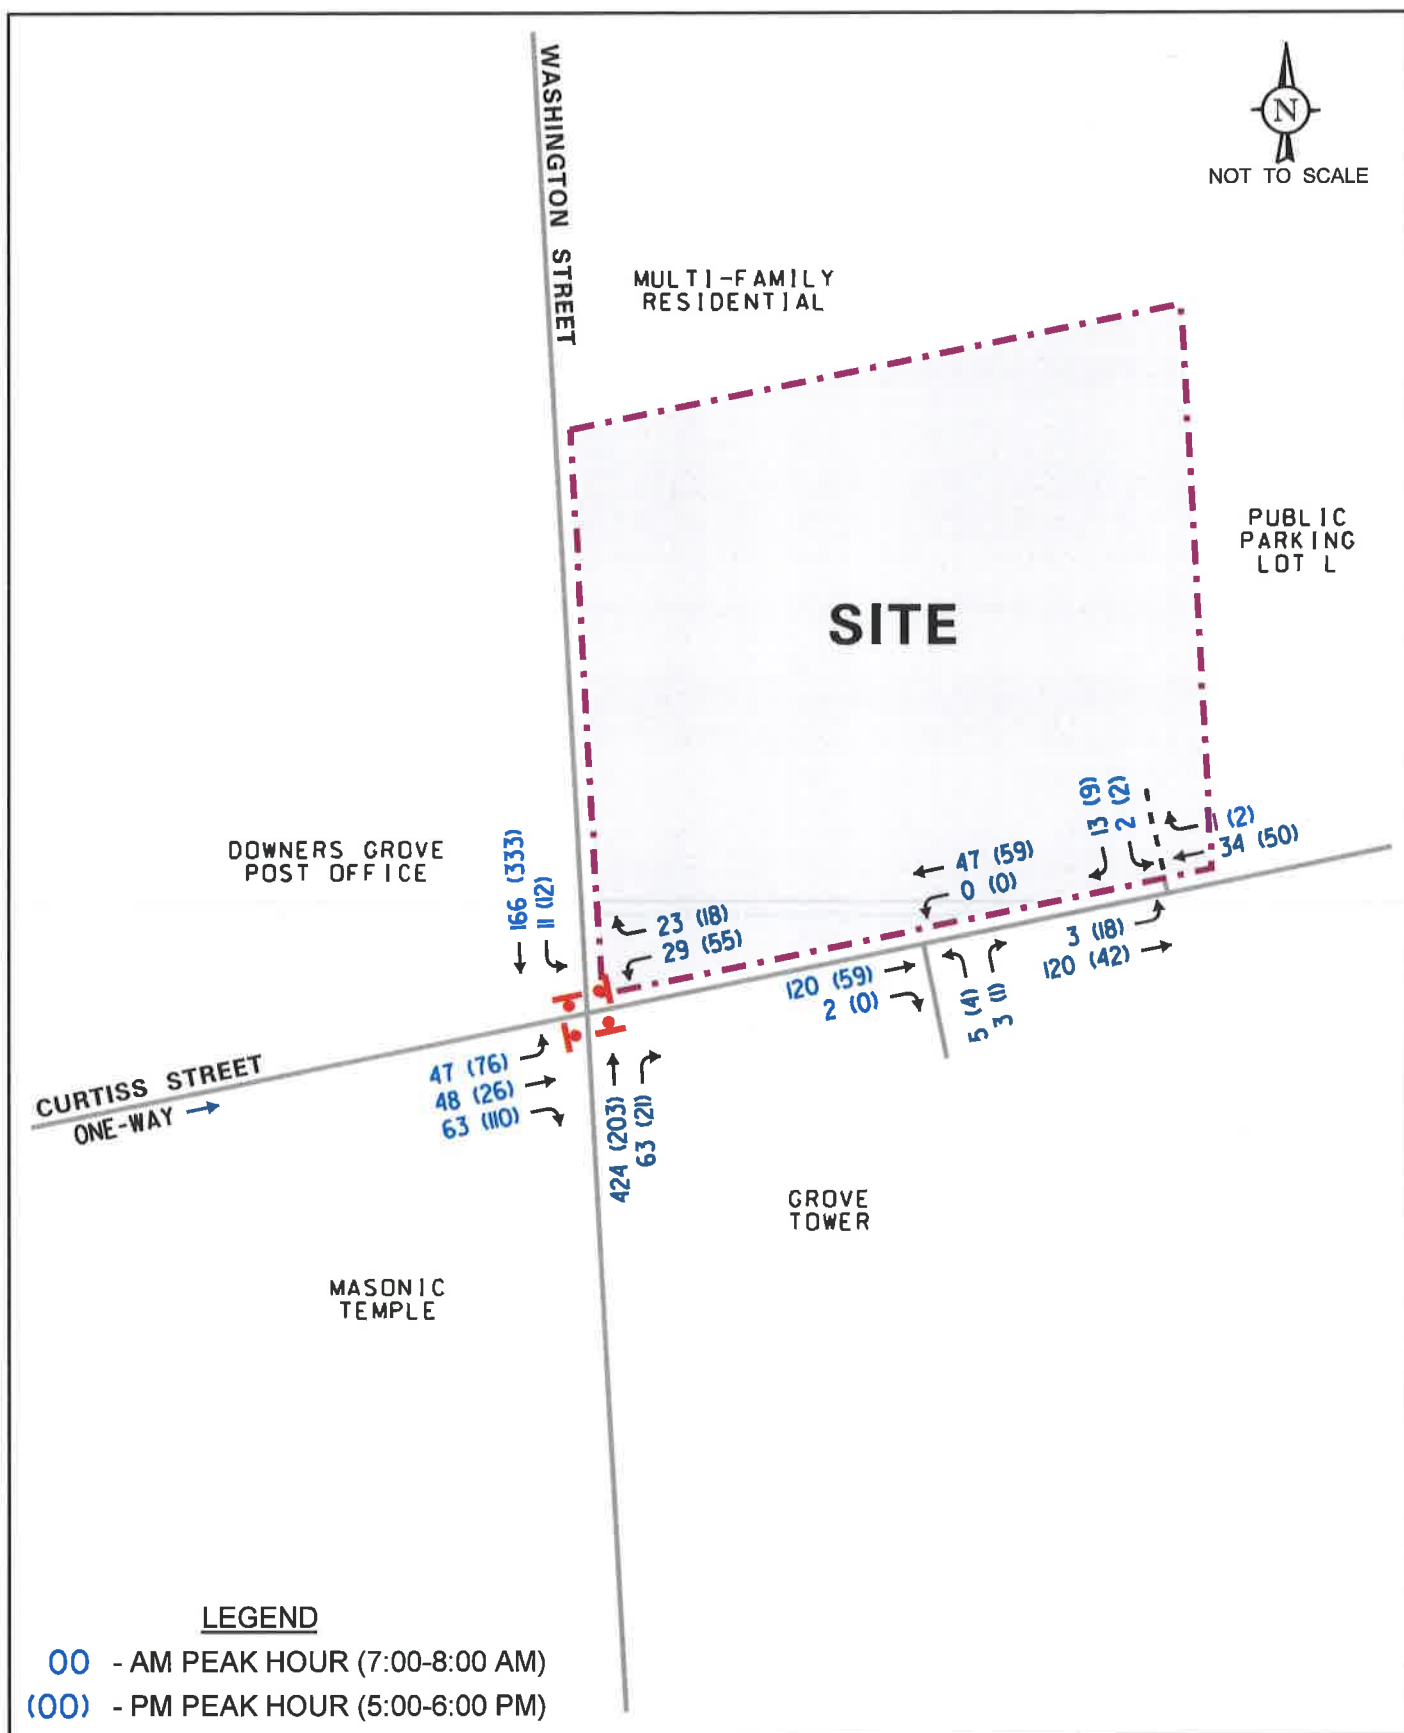 WASHINGTON STREET
N
NOT TO SCALE
MULTI-FAMILY
RESIDENTIAL
PUBLIC
PARKING
LOT L
SITE
DOWNERS GROVE
POST OFFICE
166 (333)
11 (12)
23 (18)
29 (55)
47 (59)
0 (0)
13 (9)
2 (2)
1 (2)
34 (50)
3 (18)
120 (42)
120 (59)
2 (0)
5 (4)
3 (1)
CURTISS STREET
ONE-WAY
47 (76)
48 (26)
63 (110)
424 (203)
63 (21)
GROVE
TOWER
MASONIC
TEMPLE
LEGEND
00 - AM PEAK HOUR (7:00-8:00 AM)
(00) - PM PEAK HOUR (5:00-6:00 PM)